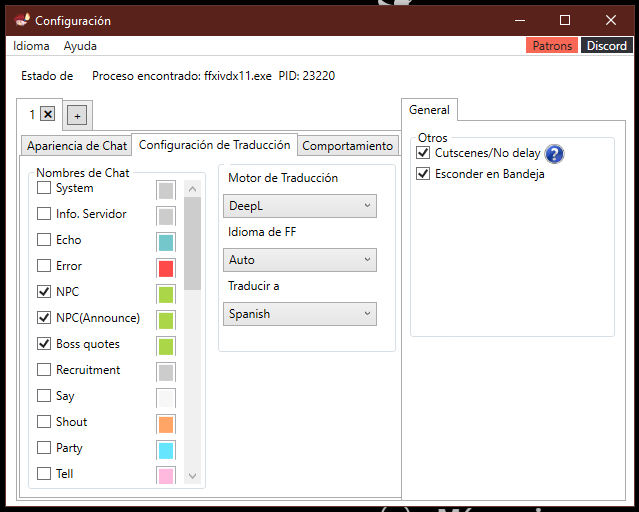 Configuración
Idioma Ayuda Patrons Discord
Estado de Proceso encontrado: ffxivdx11.exe PID: 23220
1 +
Apariencia de Chat Configuración de Traducción Comportamiento
Nombres de Chat
System
Info. Servidor
Echo
Error
NPC
NPC(Announce)
Boss quotes
Recruitment
Say
Shout
Party
Tell
Motor de Traducción
DeepL
Idioma de FF
Auto
Traducir a
Spanish
General
Otros
Cutscenes/No delay ?
Esconder en Bandeja